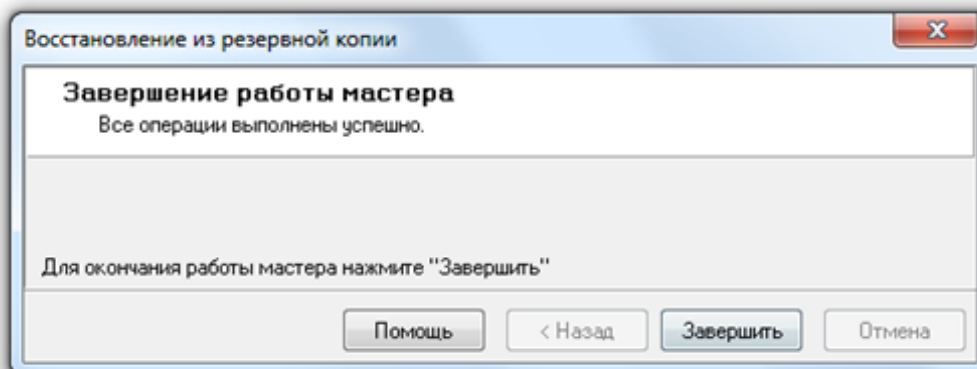 Восстановление из резервной копии
Завершение работы мастера
Все операции выполнены успешно.
Для окончания работы мастера нажмите "Завершить"
Помощь < Назад Завершить Отмена